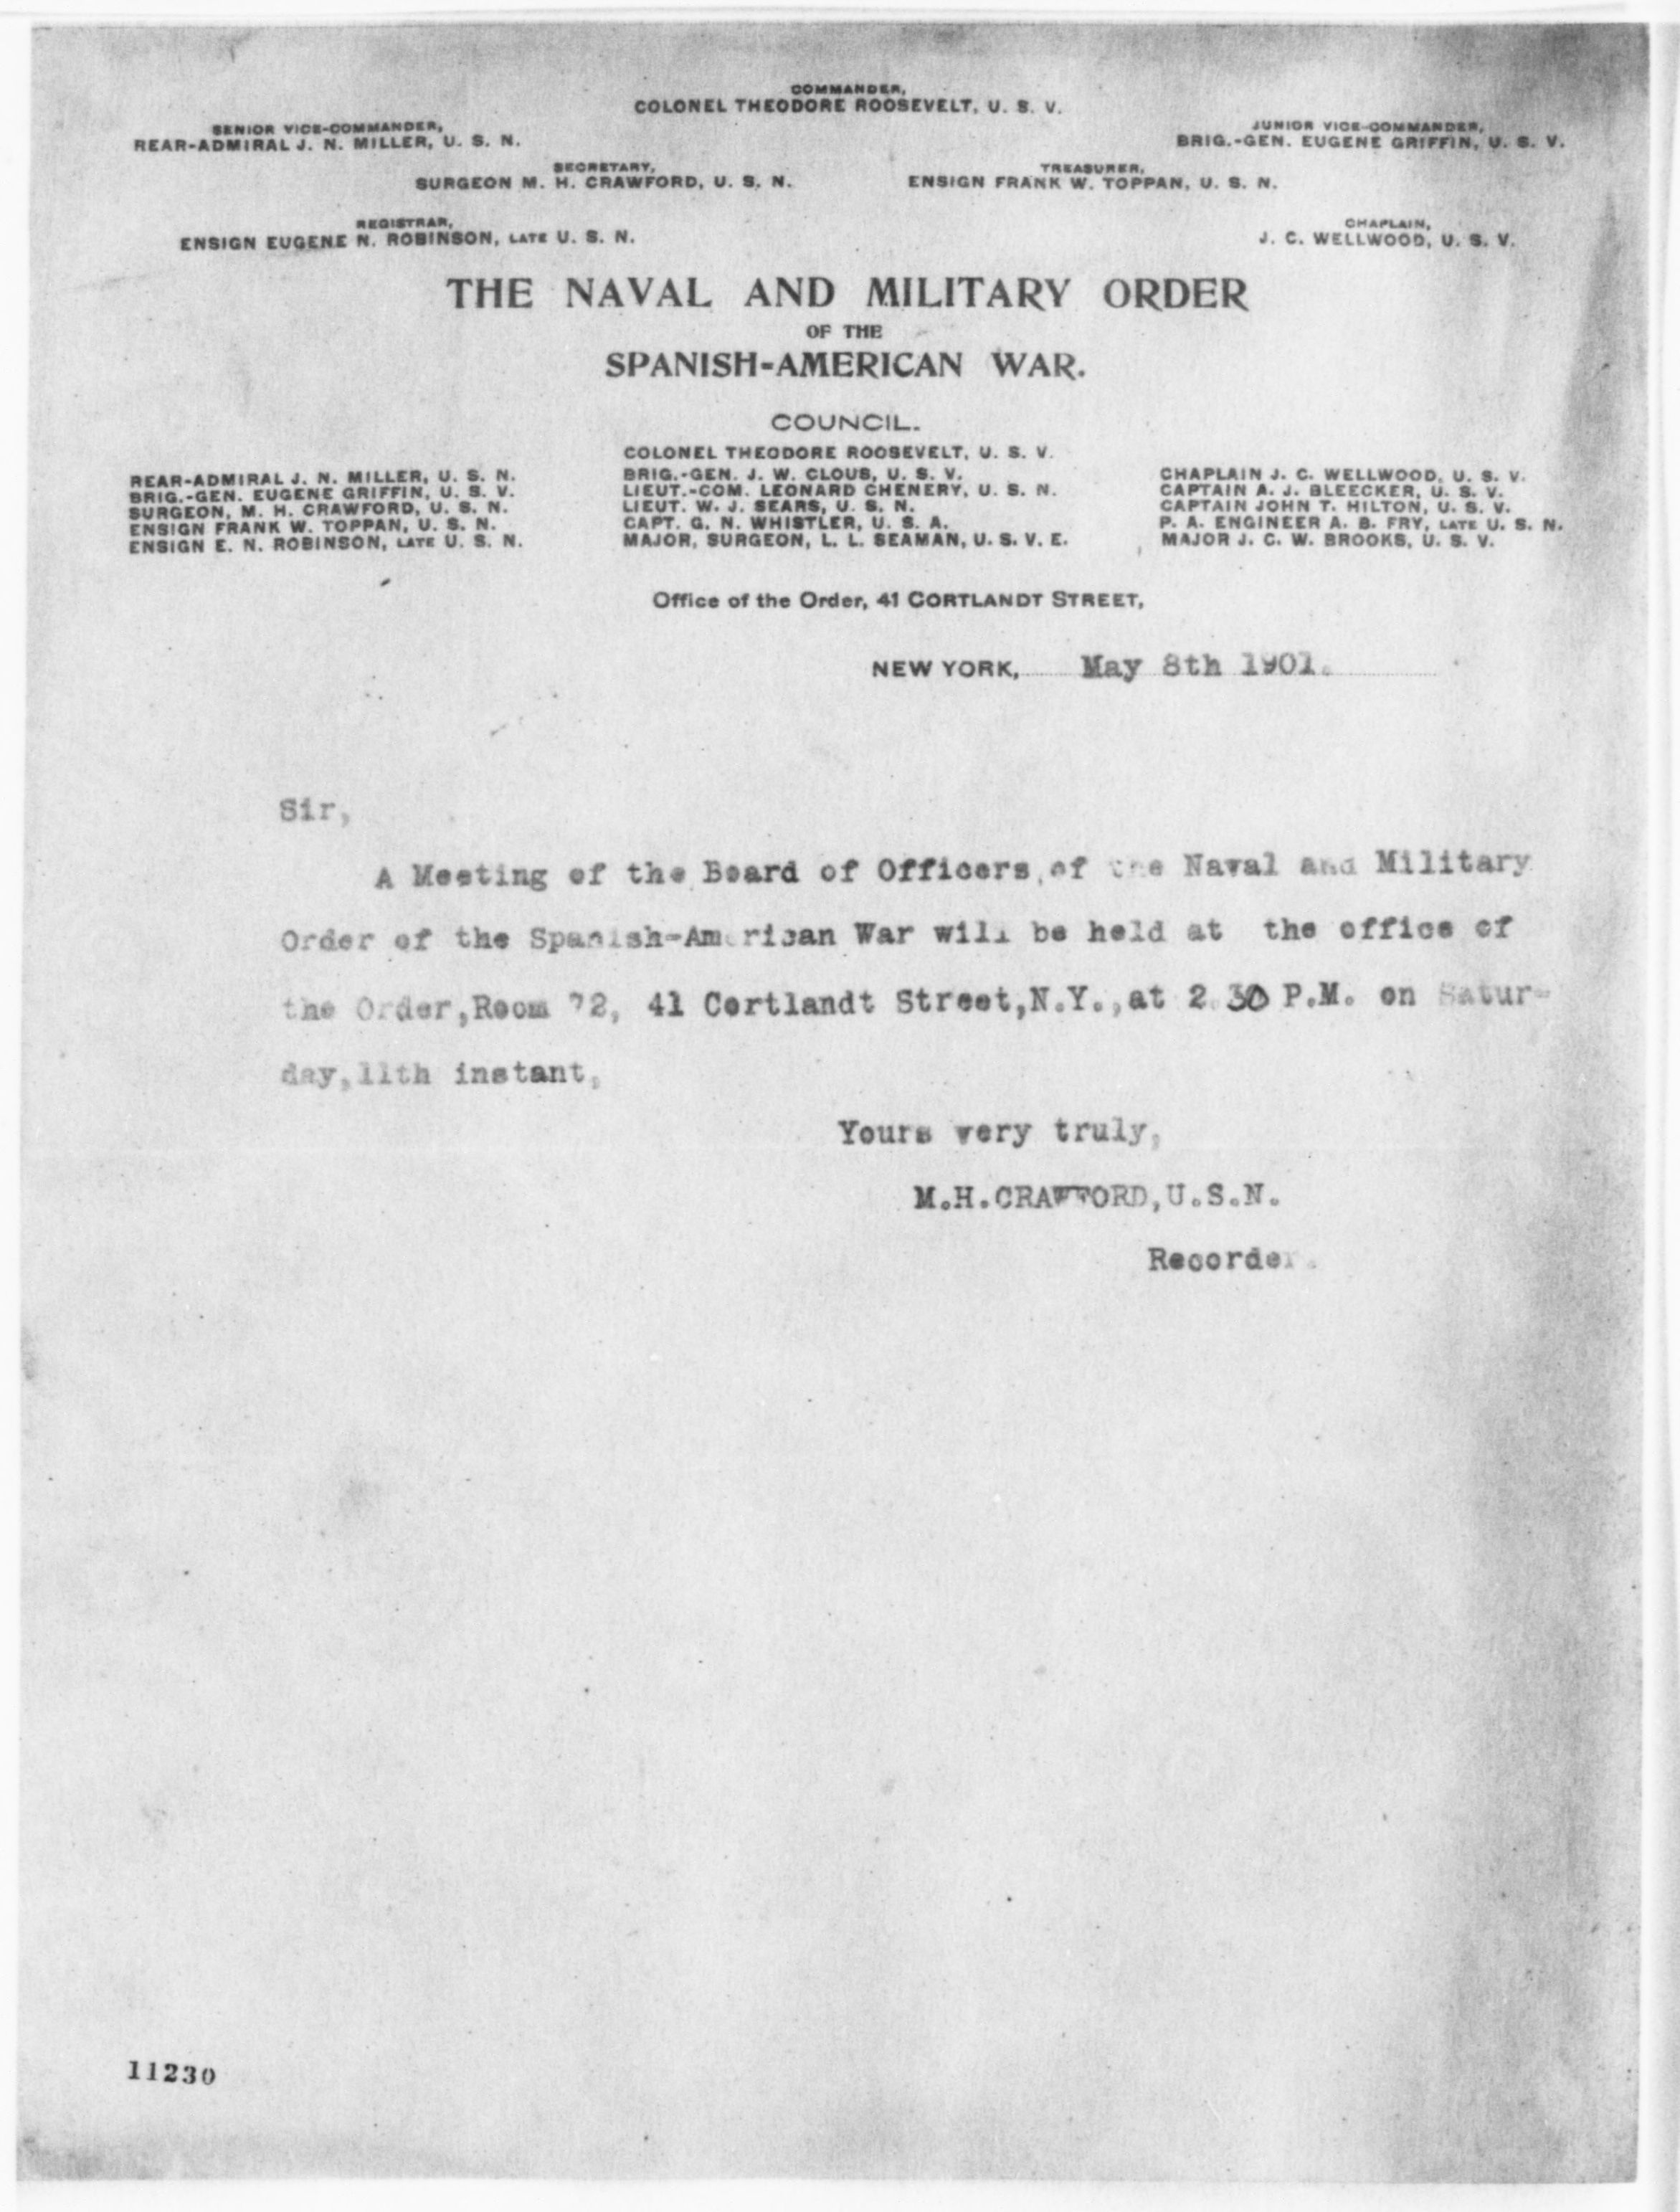 COMMANDER,
COLONEL THEODORE ROOSEVELT, U. S. V.
SENIOR VICE-COMMANDER,
REAR-ADMIRAL J. N. MILLER, U. S. N.
JUNIOR VICE-COMMANDER,
BRIG.-GEN. EUGENE GRIFFIN, U. S. V.
SECRETARY,
SURGEON M. H. CRAWFORD, U. S. N.
TREASURER,
ENSIGN FRANK W. TOPPAN, U. S. N.
REGISTRAR,
ENSIGN EUGENE N. ROBINSON, LATE U. S. N.
CHAPLAIN,
J. C. WELLWOOD, U. S. V.
THE NAVAL AND MILITARY ORDER
OF THE
SPANISH-AMERICAN WAR.
COUNCIL.
REAR-ADMIRAL J. N. MILLER, U. S. N.
BRIG.-GEN. EUGENE GRIFFIN, U. S. V.
SURGEON, M. H. CRAWFORD, U. S. N.
ENSIGN FRANK W. TOPPAN, U. S. N.
ENSIGN E. N. ROBINSON, LATE U. S. N.
COLONEL THEODORE ROOSEVELT, U. S. V.
BRIG.-GEN. J. W. CLOUS, U. S. V.
LIEUT.-COM. LEONARD CHENERY, U. S. N.
LIEUT. W. J. SEARS, U. S. N.
CAPT. G. N. WHISTLER, U. S. A.
MAJOR, SURGEON, L. L. SEAMAN, U. S. V. E.
CHAPLAIN J. C. WELLWOOD, U. S. V.
CAPTAIN A. J. BLEECKER, U. S. V.
CAPTAIN JOHN T. HILTON, U. S. V.
P. A. ENGINEER A. B. FRY, LATE U. S. N.
MAJOR J. C. W. BROOKS, U. S. V.
Office of the Order, 41 CORTLANDT STREET,
NEW YORK, May 8th 1901.
Sir,
A Meeting of the Board of Officers, of the Naval and Military
Order of the Spanish-American War will be held at the office of
the Order, Room 72, 41 Cortlandt Street, N.Y., at 2.30 P.M. on Satur-
day, 11th instant,
Yours very truly,
M.H.CRAWFORD, U.S.N.
Recorder.
11230